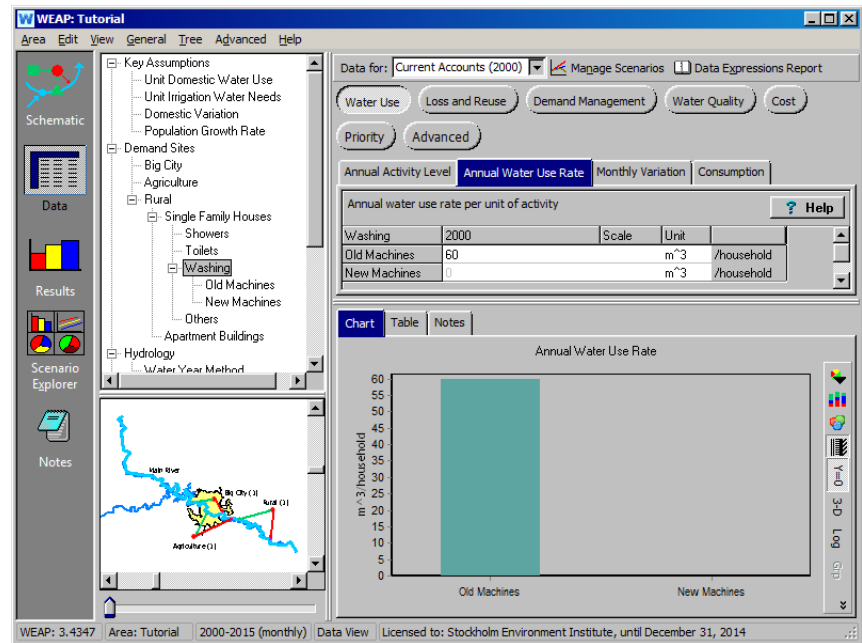 WEAP: Tutorial
Area Edit View General Tree Advanced Help
Schematic
Data
Results
Scenario
Explorer
Notes
Key Assumptions
Unit Domestic Water Use
Unit Irrigation Water Needs
Domestic Variation
Population Growth Rate
Demand Sites
Big City
Agriculture
Rural
Single Family Houses
Showers
Toilets
Washing
Old Machines
New Machines
Others
Apartment Buildings
Hydrology
Water Year Method
Main River
Big City (1)
Rural (1)
Agriculture (1)
Data for: Current Accounts (2000) Manage Scenarios Data Expressions Report
Water Use Loss and Reuse Demand Management Water Quality Cost
Priority Advanced
Annual Activity Level Annual Water Use Rate Monthly Variation Consumption
Annual water use rate per unit of activity
? Help
Washing 2000 Scale Unit
Old Machines 60 m^3 /household
New Machines 0 m^3 /household
Chart Table Notes
Annual Water Use Rate
m^3/household
60
55
50
45
40
35
30
25
20
15
10
5
0
Old Machines New Machines
Y=0
3-D
Log
Grp
WEAP: 3.4347 Area: Tutorial 2000-2015 (monthly) Data View Licensed to: Stockholm Environment Institute, until December 31, 2014